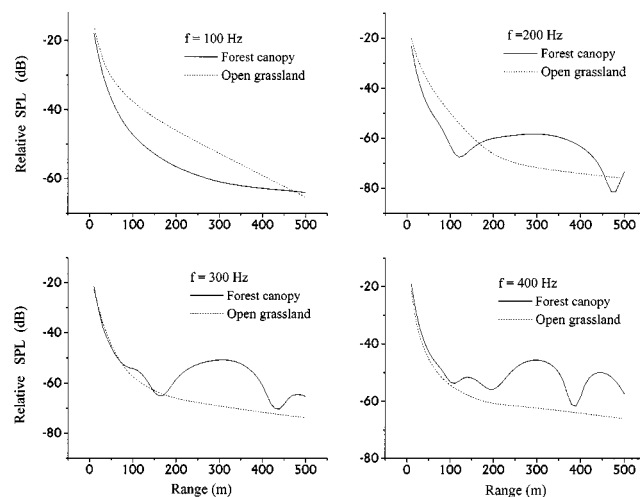 f = 100 Hz
Forest canopy
Open grassland
Relative SPL (dB)
-20
-40
-60
0 100 200 300 400 500
f =200 Hz
Forest canopy
Open grassland
-20
-40
-60
-80
0 100 200 300 400 500
f = 300 Hz
Forest canopy
Open grassland
Relative SPL (dB)
-20
-40
-60
-80
0 100 200 300 400 500
Range (m)
f = 400 Hz
Forest canopy
Open grassland
-20
-40
-60
-80
0 100 200 300 400 500
Range (m)